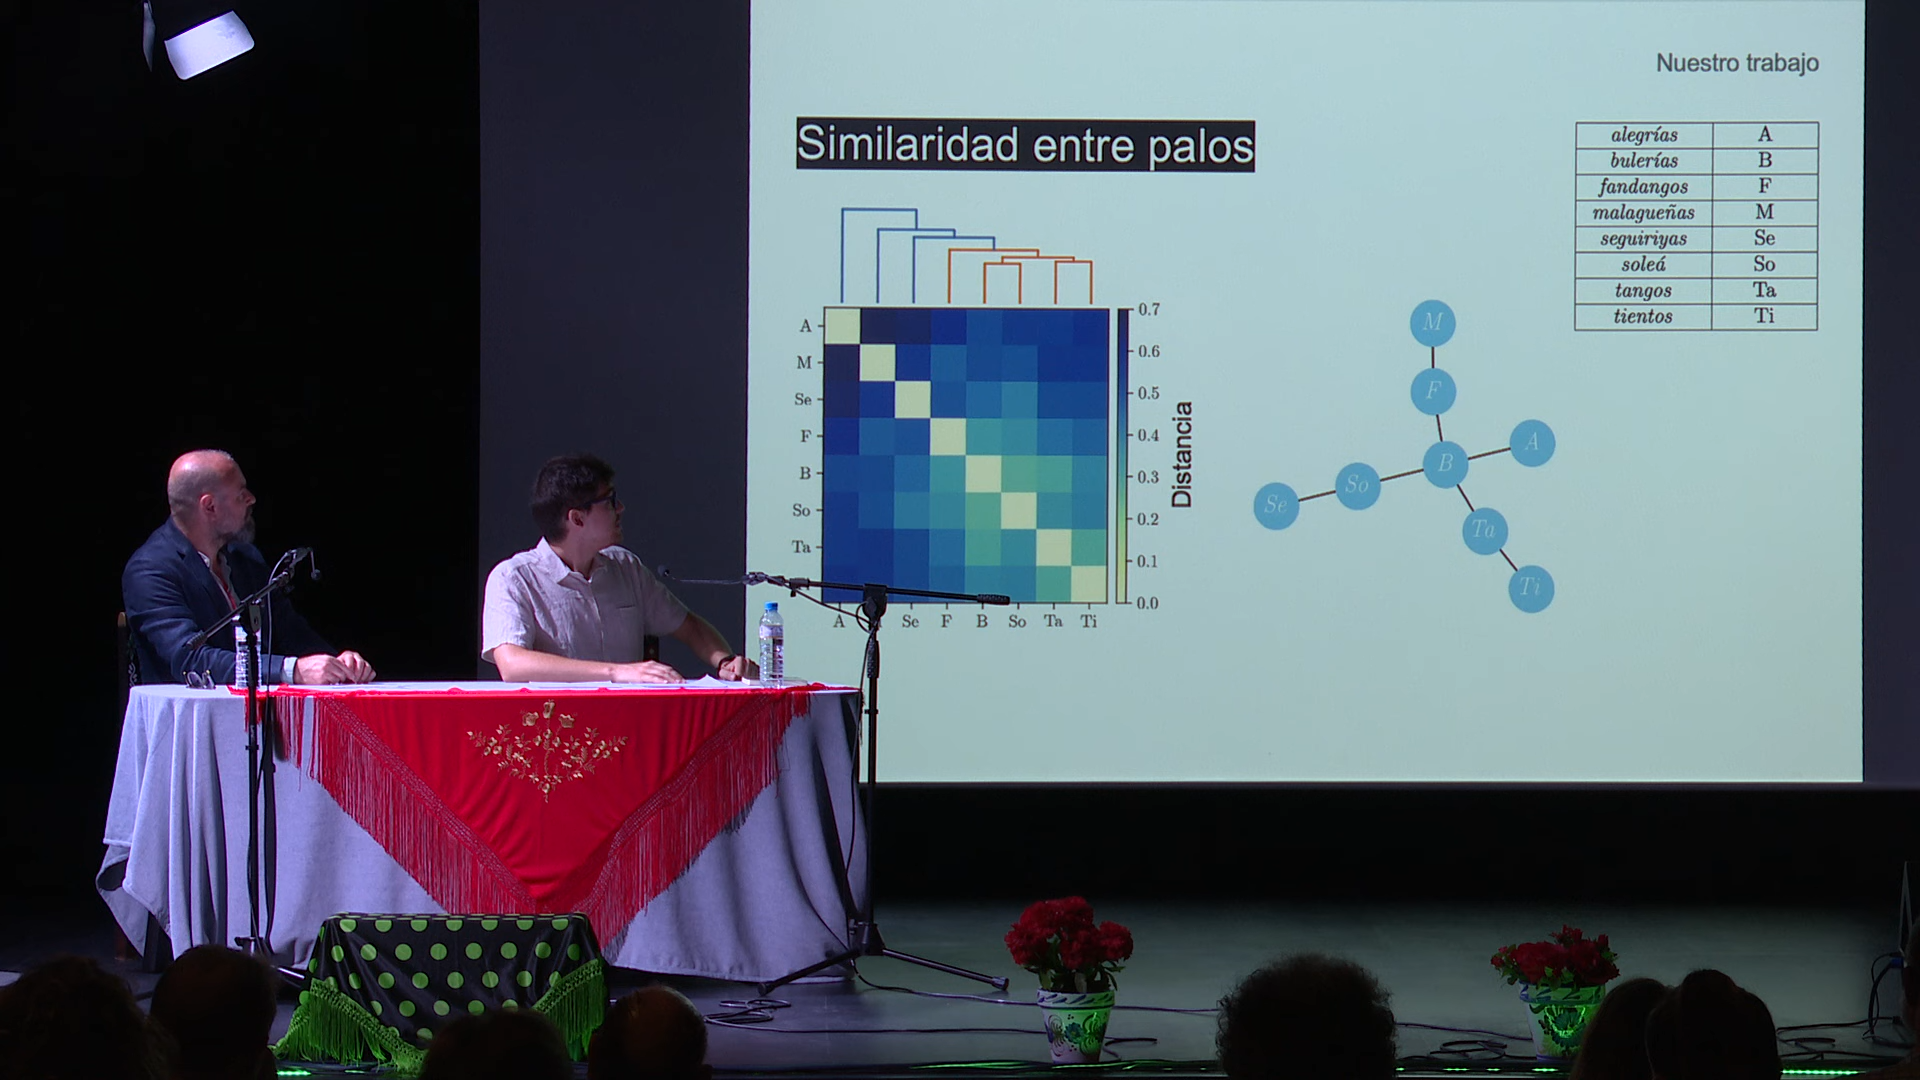 Nuestro trabajo
Similaridad entre palos
alegrías A
bulerías B
fandangos F
malagueñas M
seguiriyas Se
soleá So
tangos Ta
tientos Ti
A
M
Se
F
B
So
Ta
A Se F B So Ta Ti
0.7
0.6
0.5
0.4
0.3
0.2
0.1
0.0
Distancia
M
F
A
B
So
Se
Ta
Ti